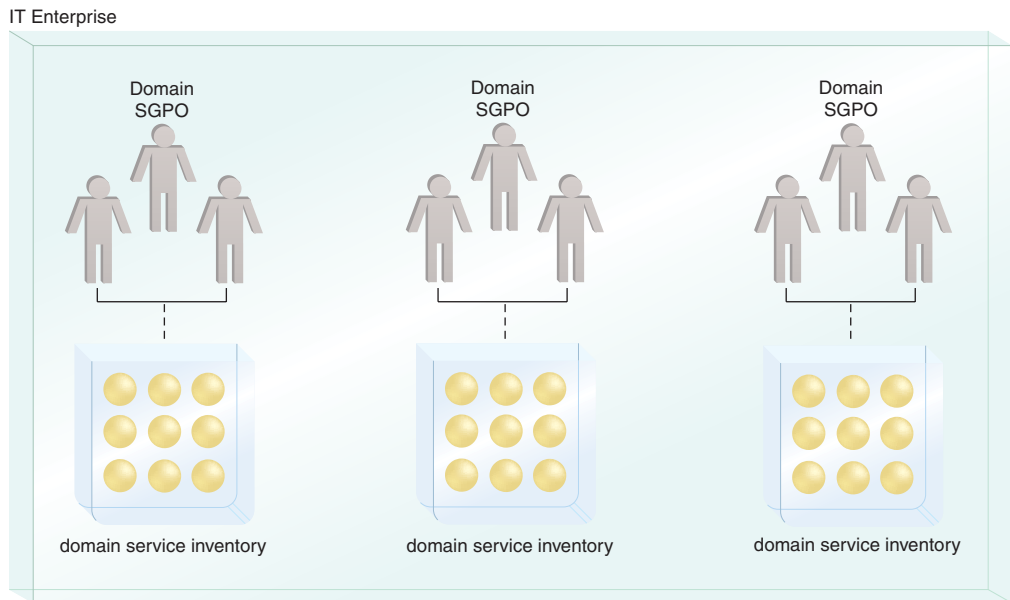 IT Enterprise
Domain
SGPO
Domain
SGPO
Domain
SGPO
domain service inventory
domain service inventory
domain service inventory